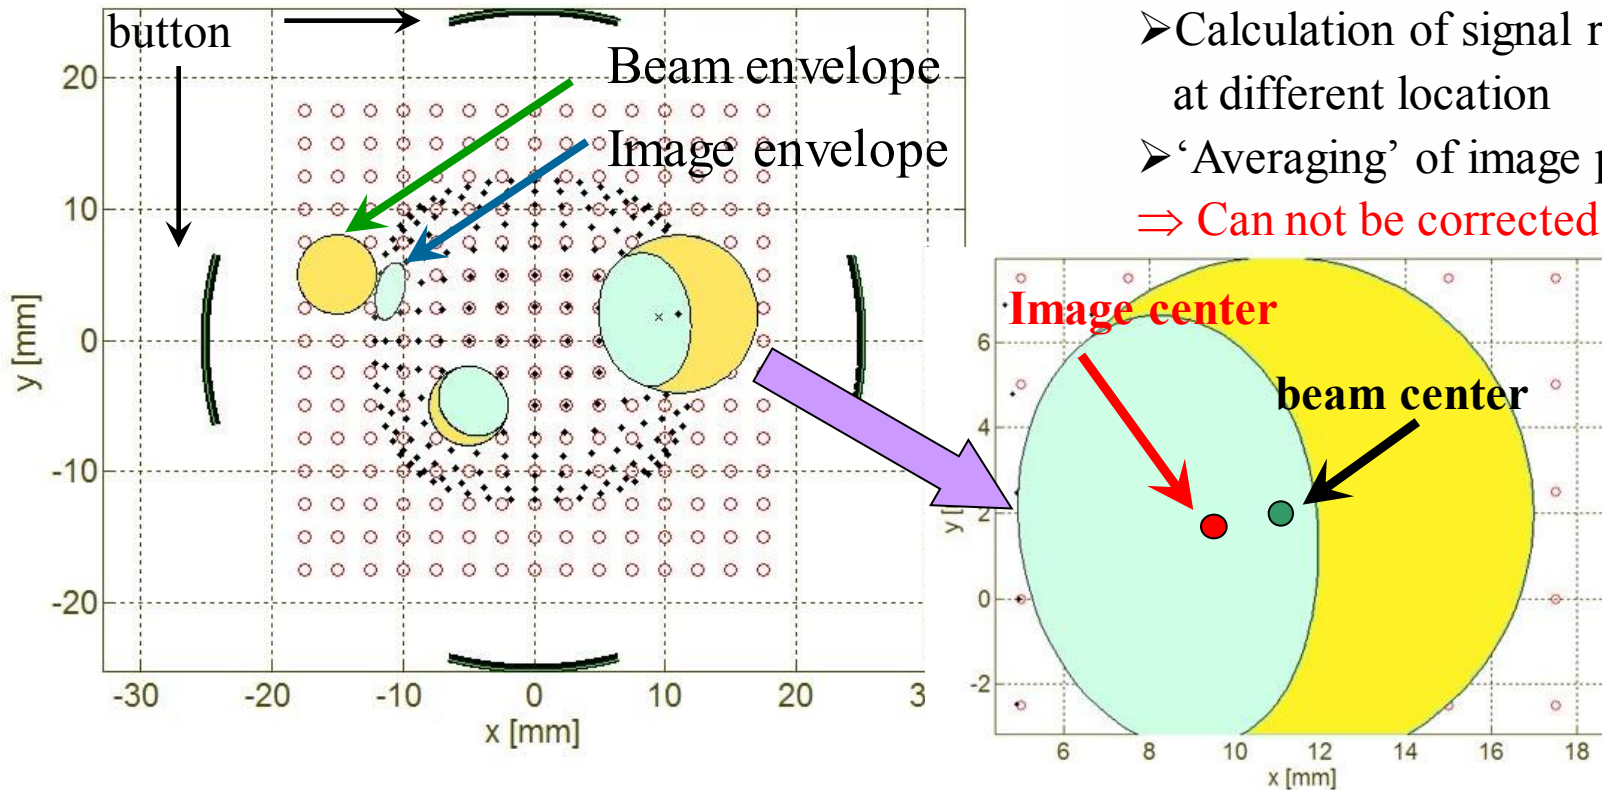 button
Beam envelope
Image envelope
20
10
0
-10
-20
y [mm]
-30
-20
-10
0
10
20
3
x [mm]
➢Calculation of signal
at different location
➢‘Averaging’ of image
⇒ Can not be corrected
Image center
beam center
6
4
2
0
-2
y [
6
8
10
12
14
16
18
x [mm]